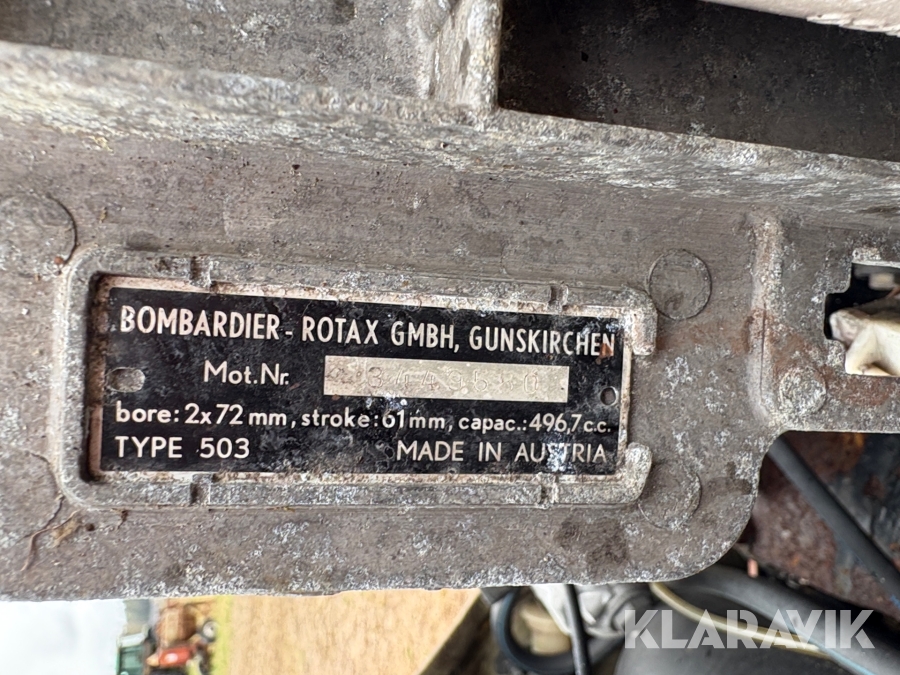 BOMBARDIER - ROTAX GMBH, GUNSKIRCHEN
Mot.Nr.
bore: 2x72 mm, stroke: 61 mm, capac.: 496,7 c.c.
TYPE 503 MADE IN AUSTRIA
KLARAVIK